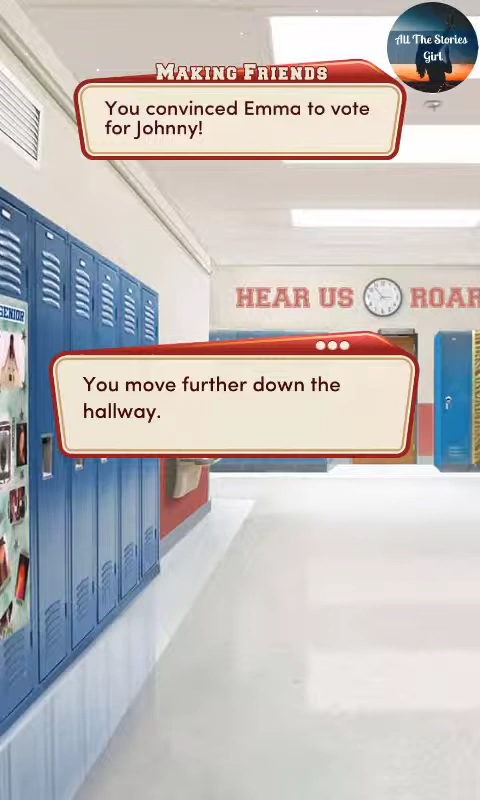 All The Stories
Girl
Making Friends
You convinced Emma to vote
for Johnny!
HEAR US ROAR
SENIOR
You move further down the
hallway.